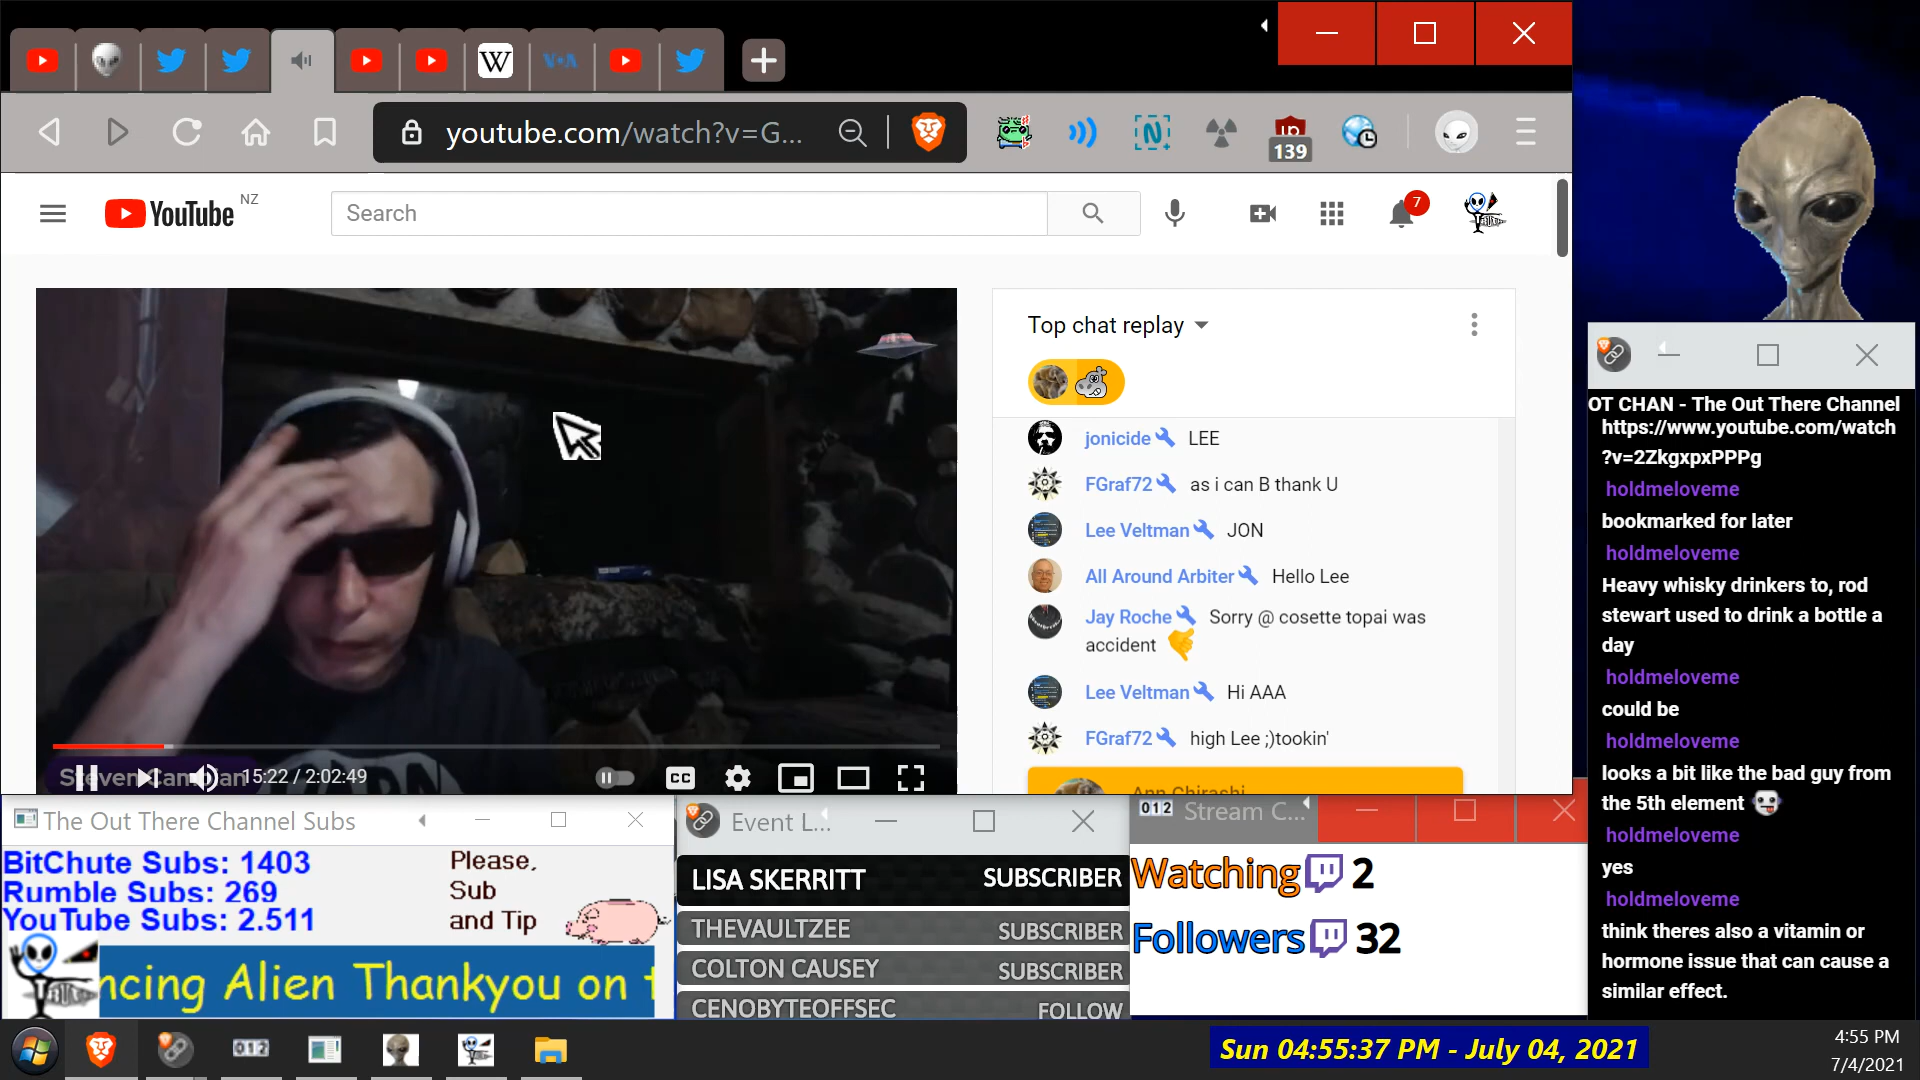 W
VOA
youtube.com/watch?v=G...
N
UD
139
YouTube NZ
Search
7
Top chat replay
jonicide LEE
FGraf72 as i can B thank U
Lee Veltman JON
All Around Arbiter Hello Lee
Jay Roche Sorry @ cosette topai was
accident
Lee Veltman Hi AAA
FGraf72 high Lee ;)tookin'
Ann Chirashi
Steven Cambian
15:22 / 2:02:49
CC
OT CHAN - The Out There Channel
https://www.youtube.com/watch
?v=2ZkgxpxPPPg
holdmeloveme
bookmarked for later
holdmeloveme
Heavy whisky drinkers to, rod
stewart used to drink a bottle a
day
holdmeloveme
could be
holdmeloveme
looks a bit like the bad guy from
the 5th element
holdmeloveme
yes
holdmeloveme
think theres also a vitamin or
hormone issue that can cause a
similar effect.
The Out There Channel Subs
BitChute Subs: 1403
Rumble Subs: 269
YouTube Subs: 2.511
Please,
Sub
and Tip
ncing Alien Thankyou on t
Event L...
LISA SKERRITT SUBSCRIBER
THEVAULTZEE SUBSCRIBER
COLTON CAUSEY SUBSCRIBER
CENOBYTEOFFSEC FOLLOW
012 Stream C...
Watching 2
Followers 32
012
Sun 04:55:37 PM - July 04, 2021
4:55 PM
7/4/2021